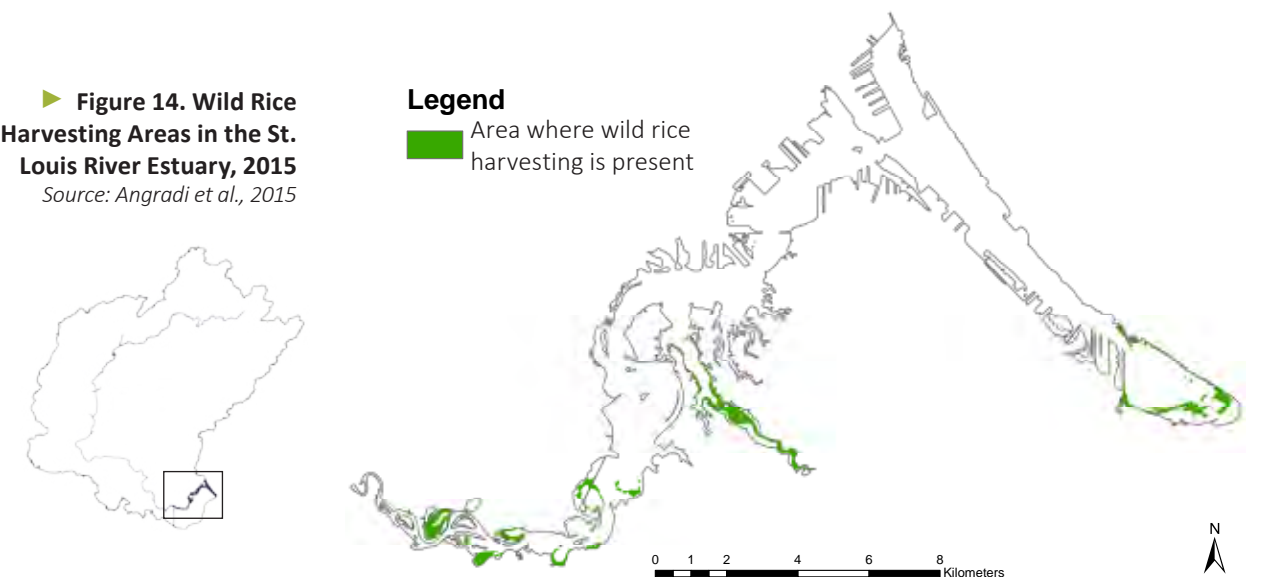 ► Figure 14. Wild Rice
Harvesting Areas in the St.
Louis River Estuary, 2015
Source: Angradi et al., 2015
Legend
Area where wild rice
harvesting is present
0 1 2 4 6 8
Kilometers
N